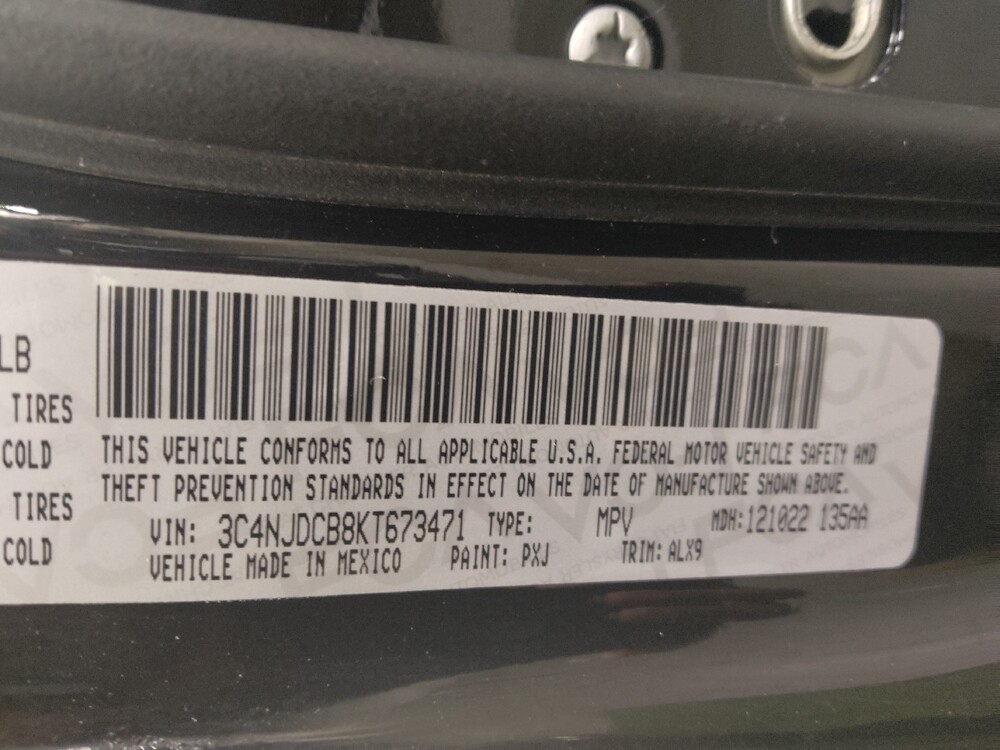 LB
TIRES
COLD
TIRES
COLD
THIS VEHICLE CONFORMS TO ALL APPLICABLE U.S.A. FEDERAL MOTOR VEHICLE SAFETY AND
THEFT PREVENTION STANDARDS IN EFFECT ON THE DATE OF MANUFACTURE SHOWN ABOVE.
VIN: 3C4NJDCB8KT673471 TYPE: MPV MDH:121022 135AA
VEHICLE MADE IN MEXICO PAINT: PXJ TRIM: ALX9